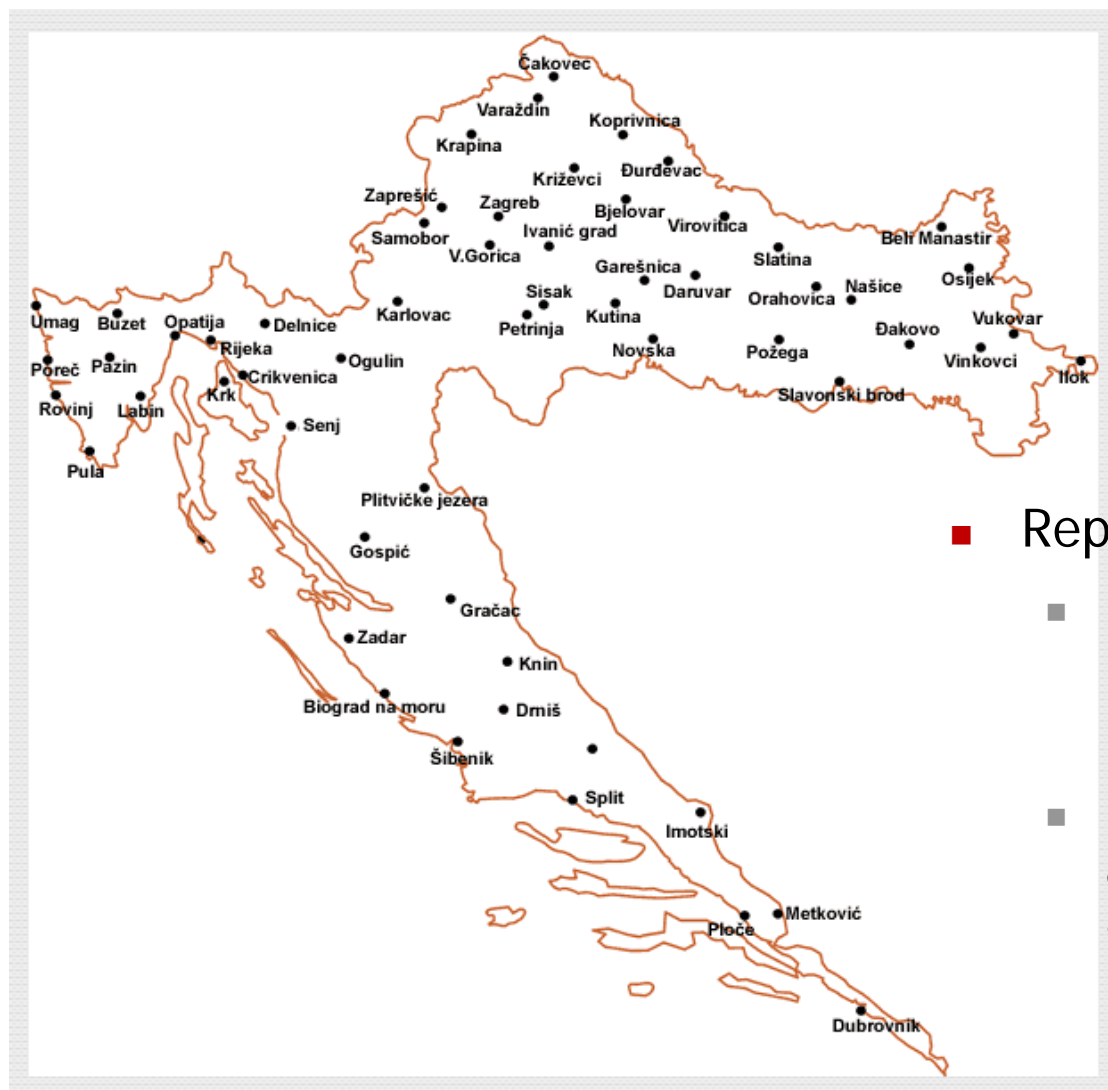 Čakovec
Varaždin
Koprivnica
Krapina
Đurđevac
Križevci
Zaprešić
Zagreb
Bjelovar
Virovitica
Ivanić grad
Samobor
Beli Manastir
V.Gorica
Slatina
Garešnica
Osijek
Daruvar
Našice
Orahovica
Sisak
Karlovac
Kutina
Vukovar
Umag
Buzet
Opatija
Delnice
Petrinja
Đakovo
Rijeka
Novska
Požega
Vinkovci
Ogulin
Poreč
Pazin
Crikvenica
Ilok
Krk
Slavonski brod
Rovinj
Labin
Senj
Pula
Plitvičke jezera
Rep
Gospić
Gračac
Zadar
Knin
Biograd na moru
Drniš
Šibenik
Split
Imotski
Metković
Ploče
Dubrovnik